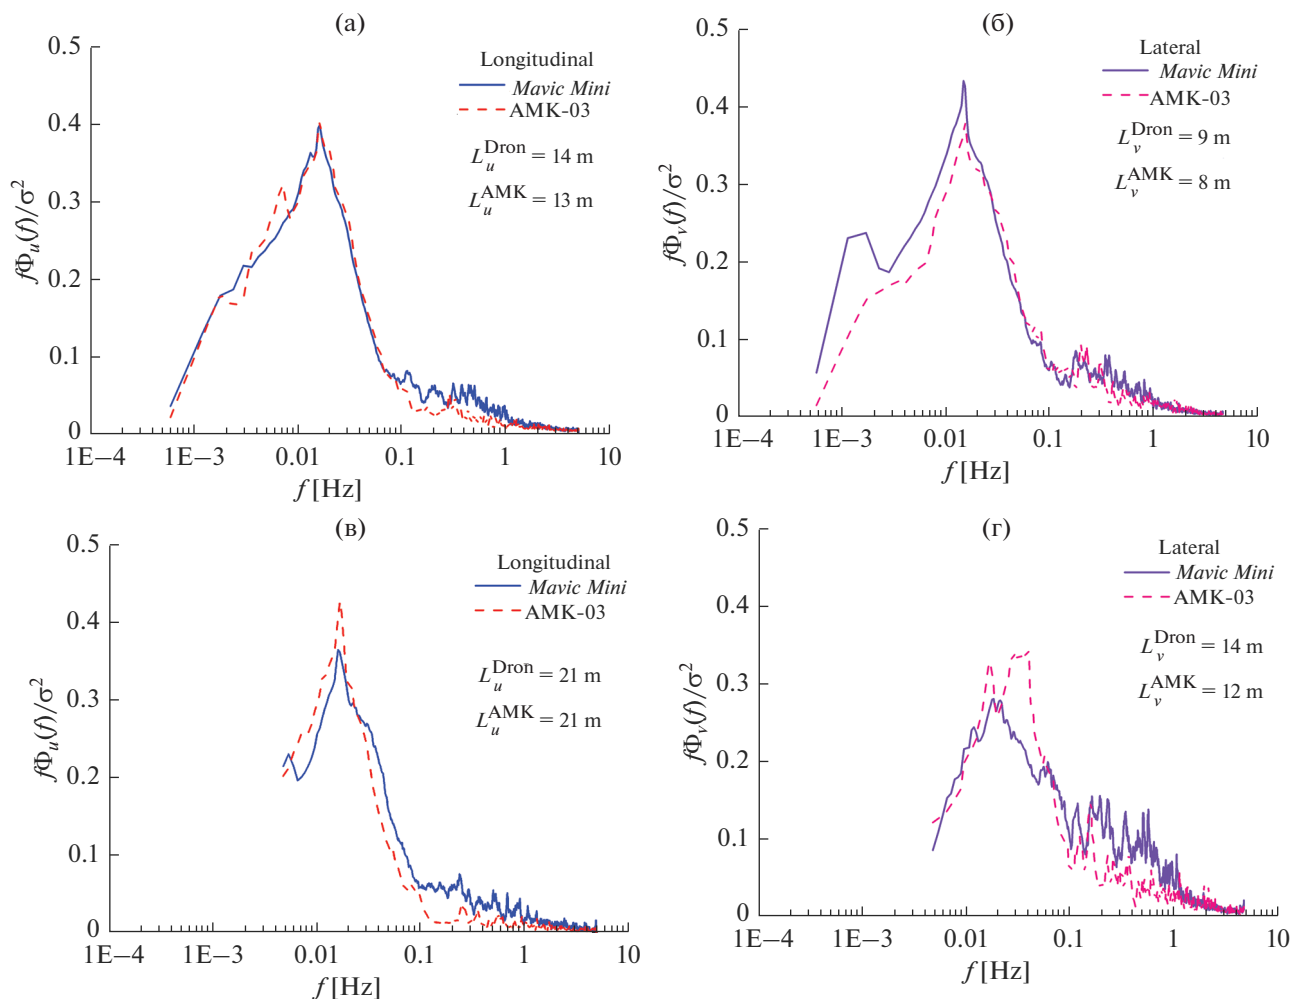 (а)
0.5
0.4
0.3
0.2
0.1
0
fΦ_u(f)/σ²
1E−4 1E−3 0.01 0.1 1 10
f [Hz]
Longitudinal
Mavic Mini
AMK-03
L_u^Dron = 14 m
L_u^AMK = 13 m
(б)
0.5
0.4
0.3
0.2
0.1
0
fΦ_v(f)/σ²
1E−4 1E−3 0.01 0.1 1 10
f [Hz]
Lateral
Mavic Mini
AMK-03
L_v^Dron = 9 m
L_v^AMK = 8 m
(в)
0.5
0.4
0.3
0.2
0.1
0
fΦ_u(f)/σ²
1E−4 1E−3 0.01 0.1 1 10
f [Hz]
Longitudinal
Mavic Mini
AMK-03
L_u^Dron = 21 m
L_u^AMK = 21 m
(г)
0.5
0.4
0.3
0.2
0.1
0
fΦ_v(f)/σ²
1E−4 1E−3 0.01 0.1 1 10
f [Hz]
Lateral
Mavic Mini
AMK-03
L_v^Dron = 14 m
L_v^AMK = 12 m